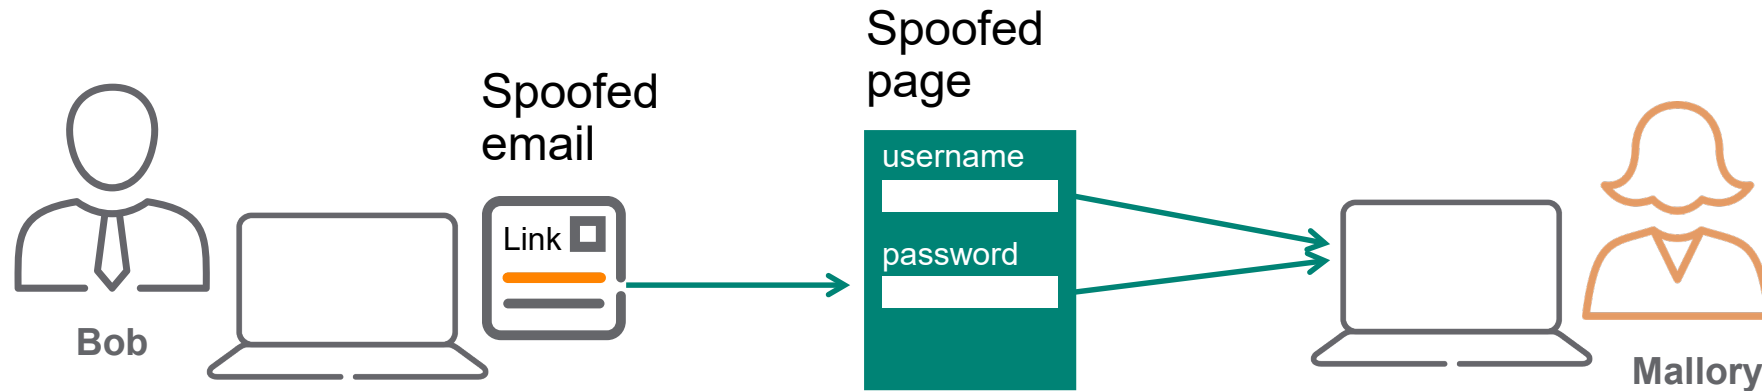 Spoofed
page
Spoofed
email
username
Link
password
Bob
Mallory